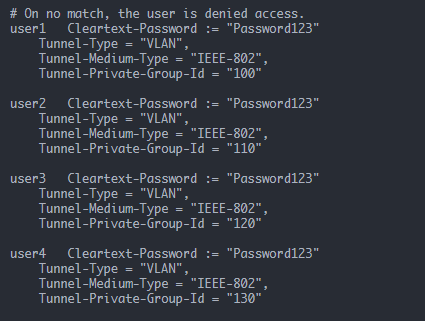 # On no match, the user is denied access.
user1   Cleartext-Password := "Password123"
    Tunnel-Type = "VLAN",
    Tunnel-Medium-Type = "IEEE-802",
    Tunnel-Private-Group-Id = "100"

user2   Cleartext-Password := "Password123"
    Tunnel-Type = "VLAN",
    Tunnel-Medium-Type = "IEEE-802",
    Tunnel-Private-Group-Id = "110"

user3   Cleartext-Password := "Password123"
    Tunnel-Type = "VLAN",
    Tunnel-Medium-Type = "IEEE-802",
    Tunnel-Private-Group-Id = "120"

user4   Cleartext-Password := "Password123"
    Tunnel-Type = "VLAN",
    Tunnel-Medium-Type = "IEEE-802",
    Tunnel-Private-Group-Id = "130"